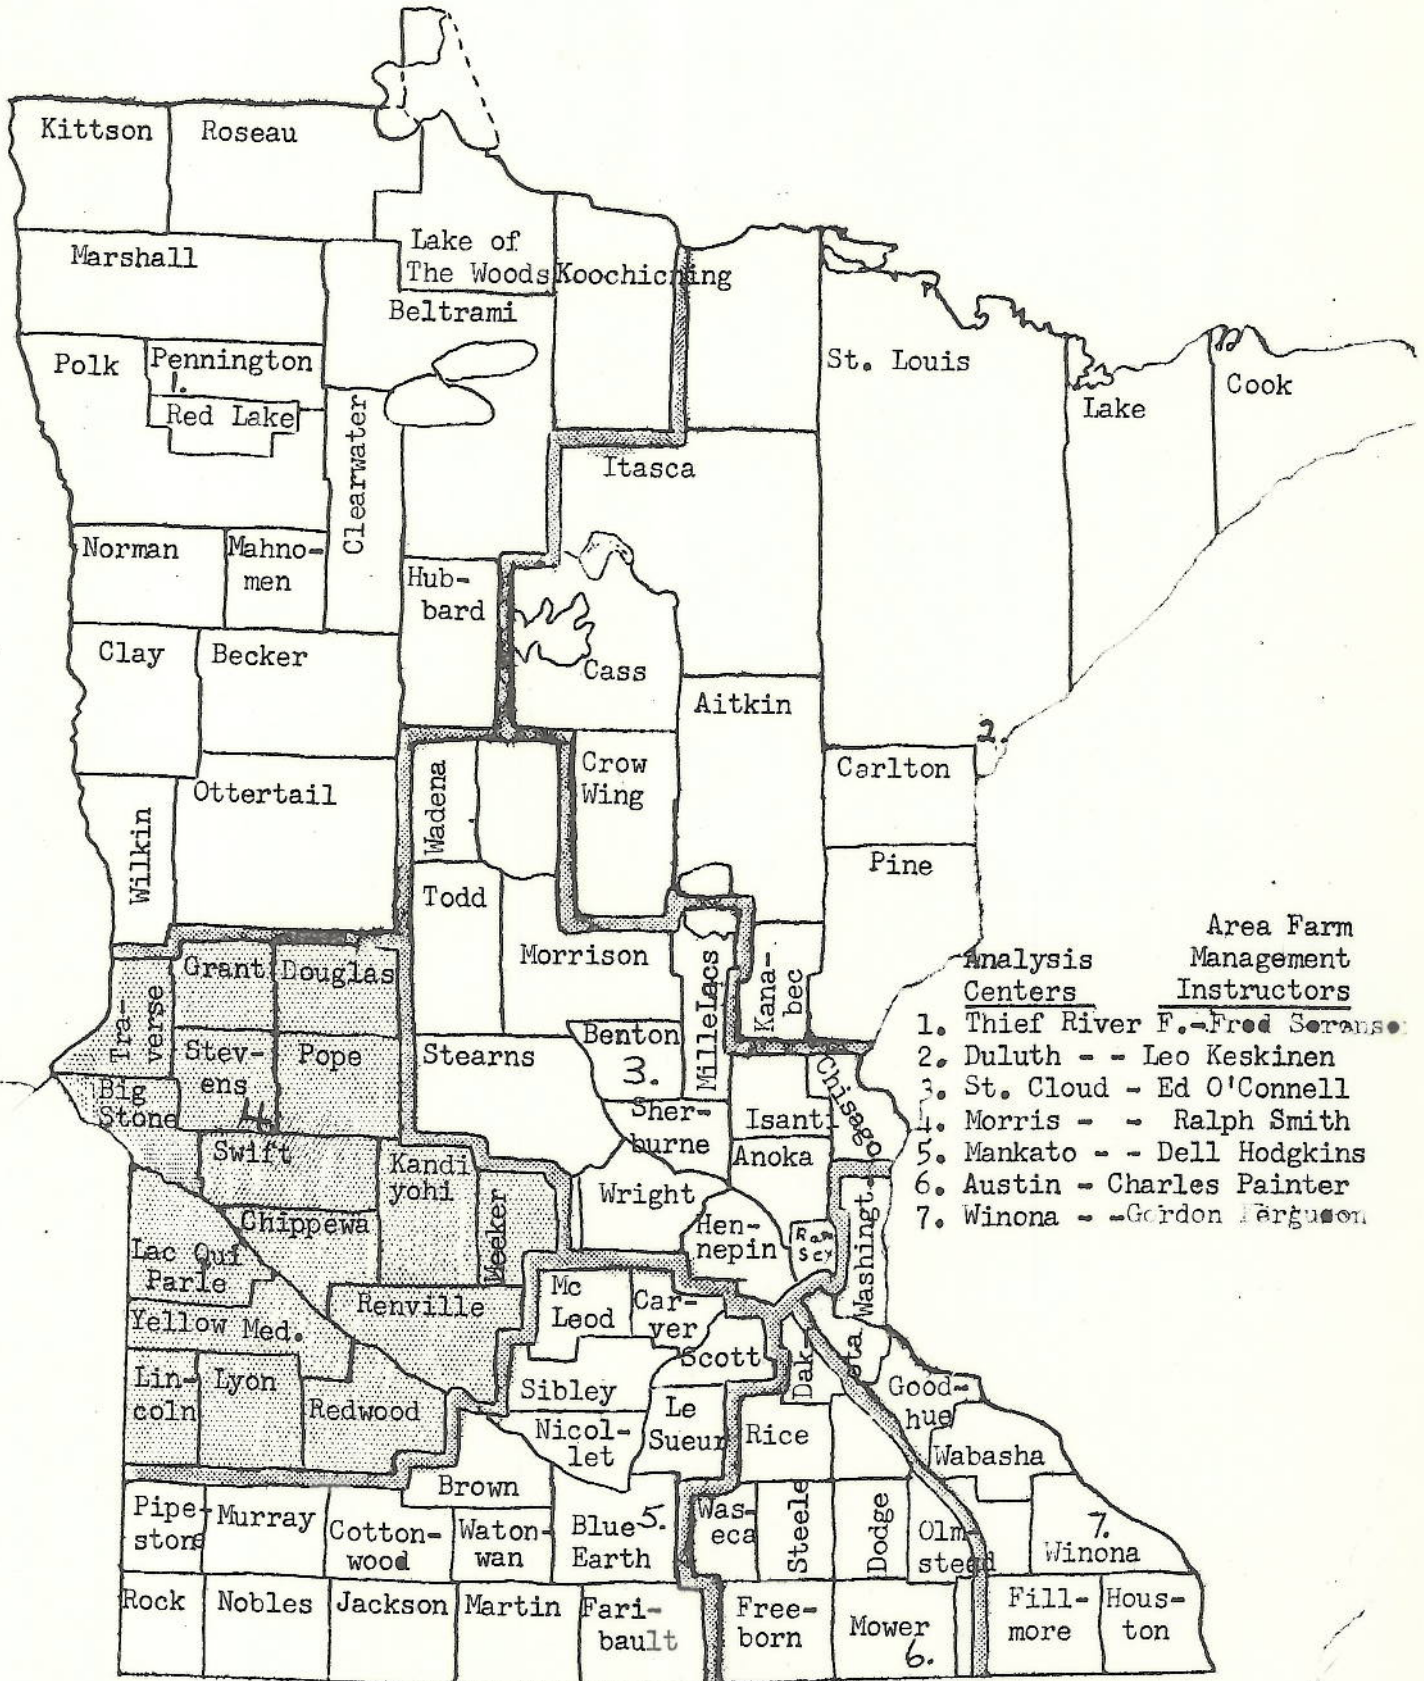 Kittson
Roseau
Lake of
The Woods
Koochiching
Marshall
Beltrami
St. Louis
Polk
Pennington
1.
Red Lake
Clearwater
Lake
Cook
Itasca
Norman
Mahno-
men
Hub-
bard
Clay
Becker
Cass
Aitkin
2.
Carlton
Ottertail
Wilkin
Wadena
Crow
Wing
Pine
Todd
Morrison
Mille Lacs
Kana-
bec
Grant
Douglas
Tra-
verse
Stev-
ens
4
Pope
Stearns
Benton
3.
Big
Stone
Sher-
burne
Isanti
Chisago
Swift
Kandi
yohi
Meeker
Anoka
Wright
Hen-
nepin
Ram
Sey
Washingt.
Chippewa
Lac Qui
Parle
Renville
Mc
Leod
Car-
ver
Yellow Med.
Scott
Dak-
ota
Lin-
coln
Lyon
Redwood
Sibley
Le
Sueur
Good-
hue
Nicol-
let
Rice
Wabasha
Brown
Pipe-
stone
Murray
Cotton-
wood
Waton-
wan
Blue
Earth
5.
Was-
eca
Steele
Dodge
Olm
stead
7.
Winona
Rock
Nobles
Jackson
Martin
Fari-
bault
Free-
born
Mower
6.
Fill-
more
Hous-
ton
Area Farm
Analysis Management
Centers Instructors
1. Thief River F.-Fred Sorenso
2. Duluth - - Leo Keskinen
3. St. Cloud - Ed O'Connell
4. Morris - - Ralph Smith
5. Mankato - - Dell Hodgkins
6. Austin - Charles Painter
7. Winona - -Gordon Ferguson